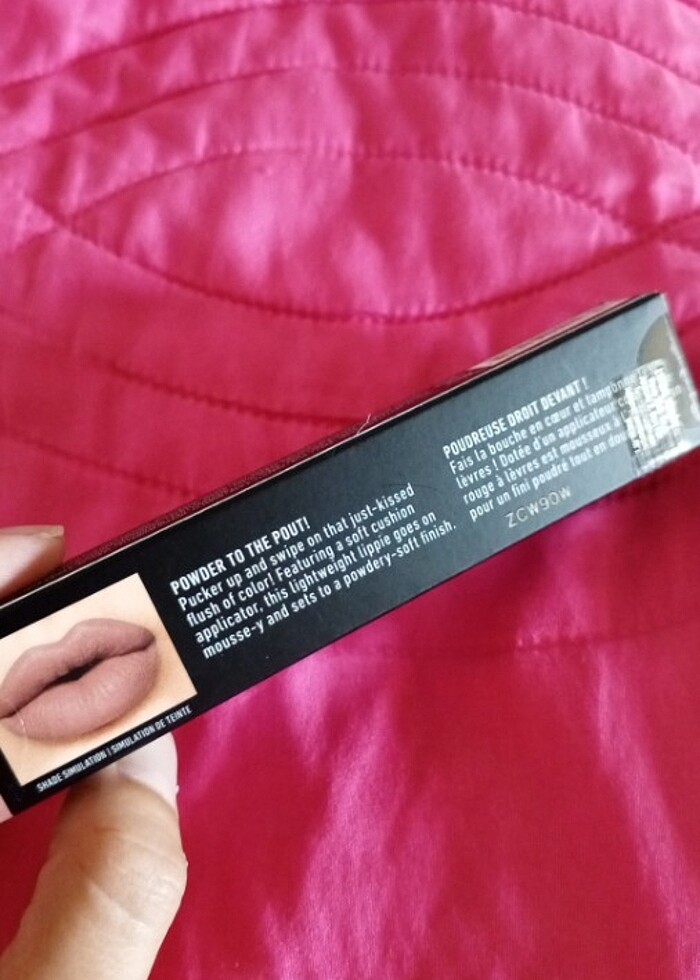 POWDER TO THE POUT!
Pucker up and swipe on that just-kissed
flush of color! Featuring a soft cushion
applicator, this lightweight lippie goes on
mousse-y and sets to a powdery-soft finish.
POUDREUSE DROIT DEVANT !
Fais la bouche en cœur et
lèvres ! Dotée d'un applicateur
rouge à lèvres est mousseux
pour un fini poudré tout en
ZCW90W
SHADE SIMULATION | SIMULATION DE TEINTE